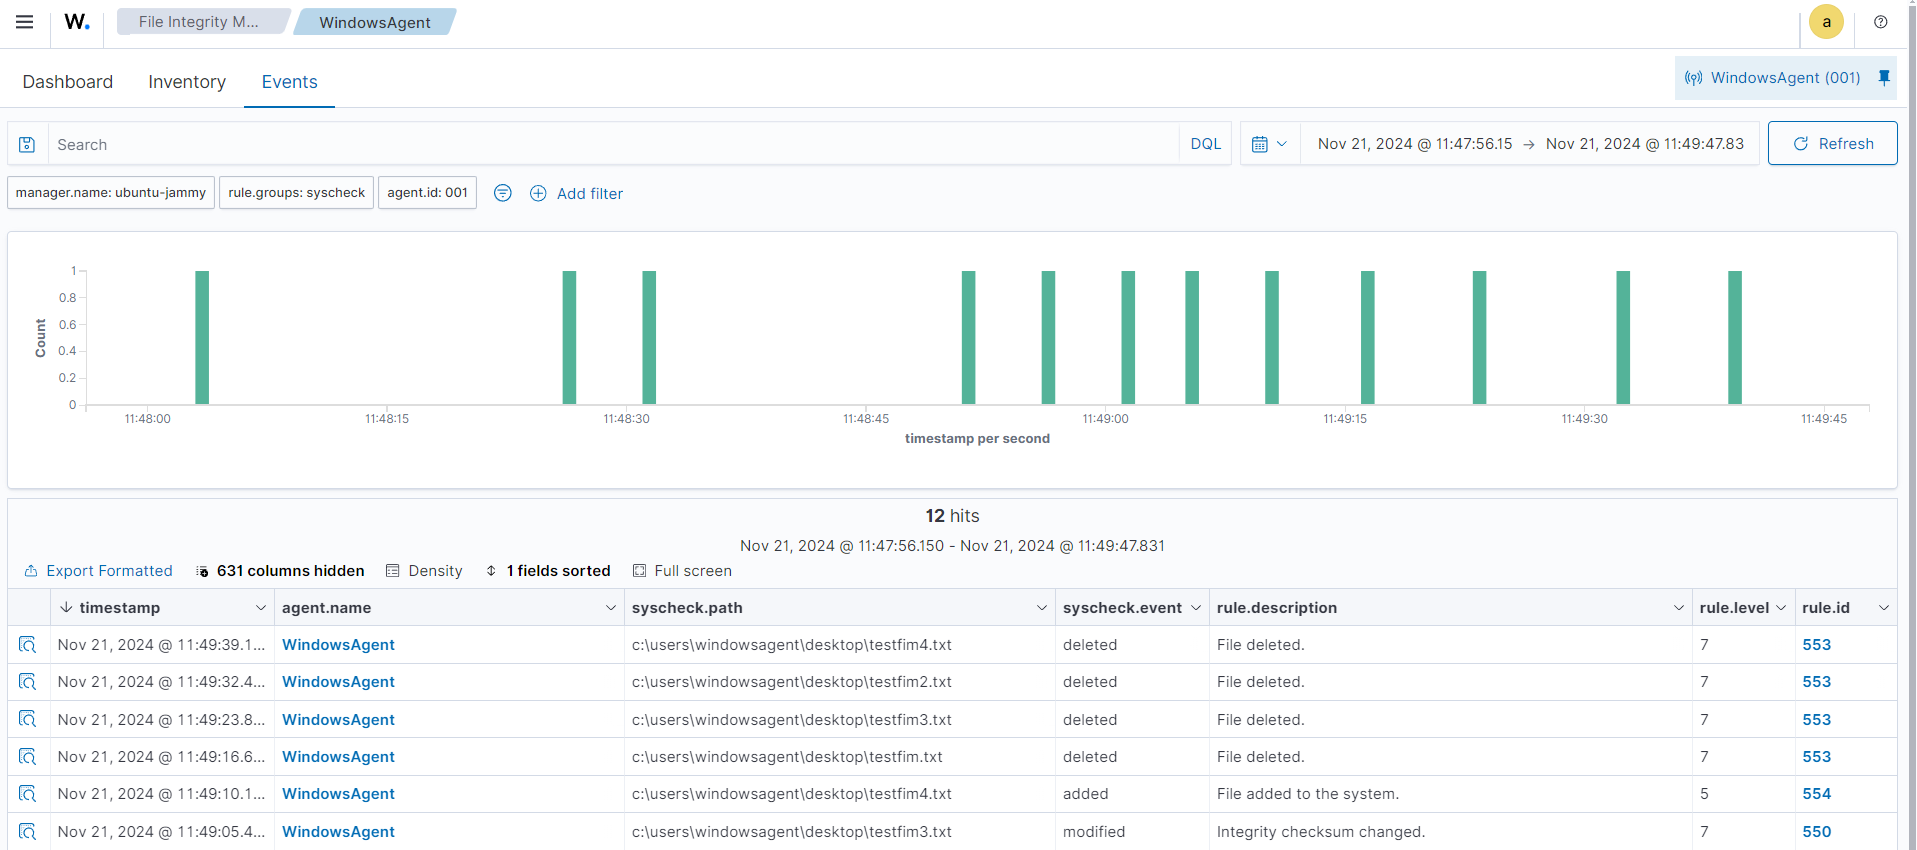 W. File Integrity M... WindowsAgent a
Dashboard Inventory Events WindowsAgent (001)
Search DQL Nov 21, 2024 @ 11:47:56.15 → Nov 21, 2024 @ 11:49:47.83 Refresh
manager.name: ubuntu-jammy rule.groups: syscheck agent.id: 001 Add filter
1
0.8
0.6
0.4
0.2
0
Count
11:48:00 11:48:15 11:48:30 11:48:45 11:49:00 11:49:15 11:49:30 11:49:45
timestamp per second
12 hits
Nov 21, 2024 @ 11:47:56.150 - Nov 21, 2024 @ 11:49:47.831
Export Formatted 631 columns hidden Density 1 fields sorted Full screen
timestamp agent.name syscheck.path syscheck.event rule.description rule.level rule.id
Nov 21, 2024 @ 11:49:39.1... WindowsAgent c:\users\windowsagent\desktop\testfim4.txt deleted File deleted. 7 553
Nov 21, 2024 @ 11:49:32.4... WindowsAgent c:\users\windowsagent\desktop\testfim2.txt deleted File deleted. 7 553
Nov 21, 2024 @ 11:49:23.8... WindowsAgent c:\users\windowsagent\desktop\testfim3.txt deleted File deleted. 7 553
Nov 21, 2024 @ 11:49:16.6... WindowsAgent c:\users\windowsagent\desktop\testfim.txt deleted File deleted. 7 553
Nov 21, 2024 @ 11:49:10.1... WindowsAgent c:\users\windowsagent\desktop\testfim4.txt added File added to the system. 5 554
Nov 21, 2024 @ 11:49:05.4... WindowsAgent c:\users\windowsagent\desktop\testfim3.txt modified Integrity checksum changed. 7 550